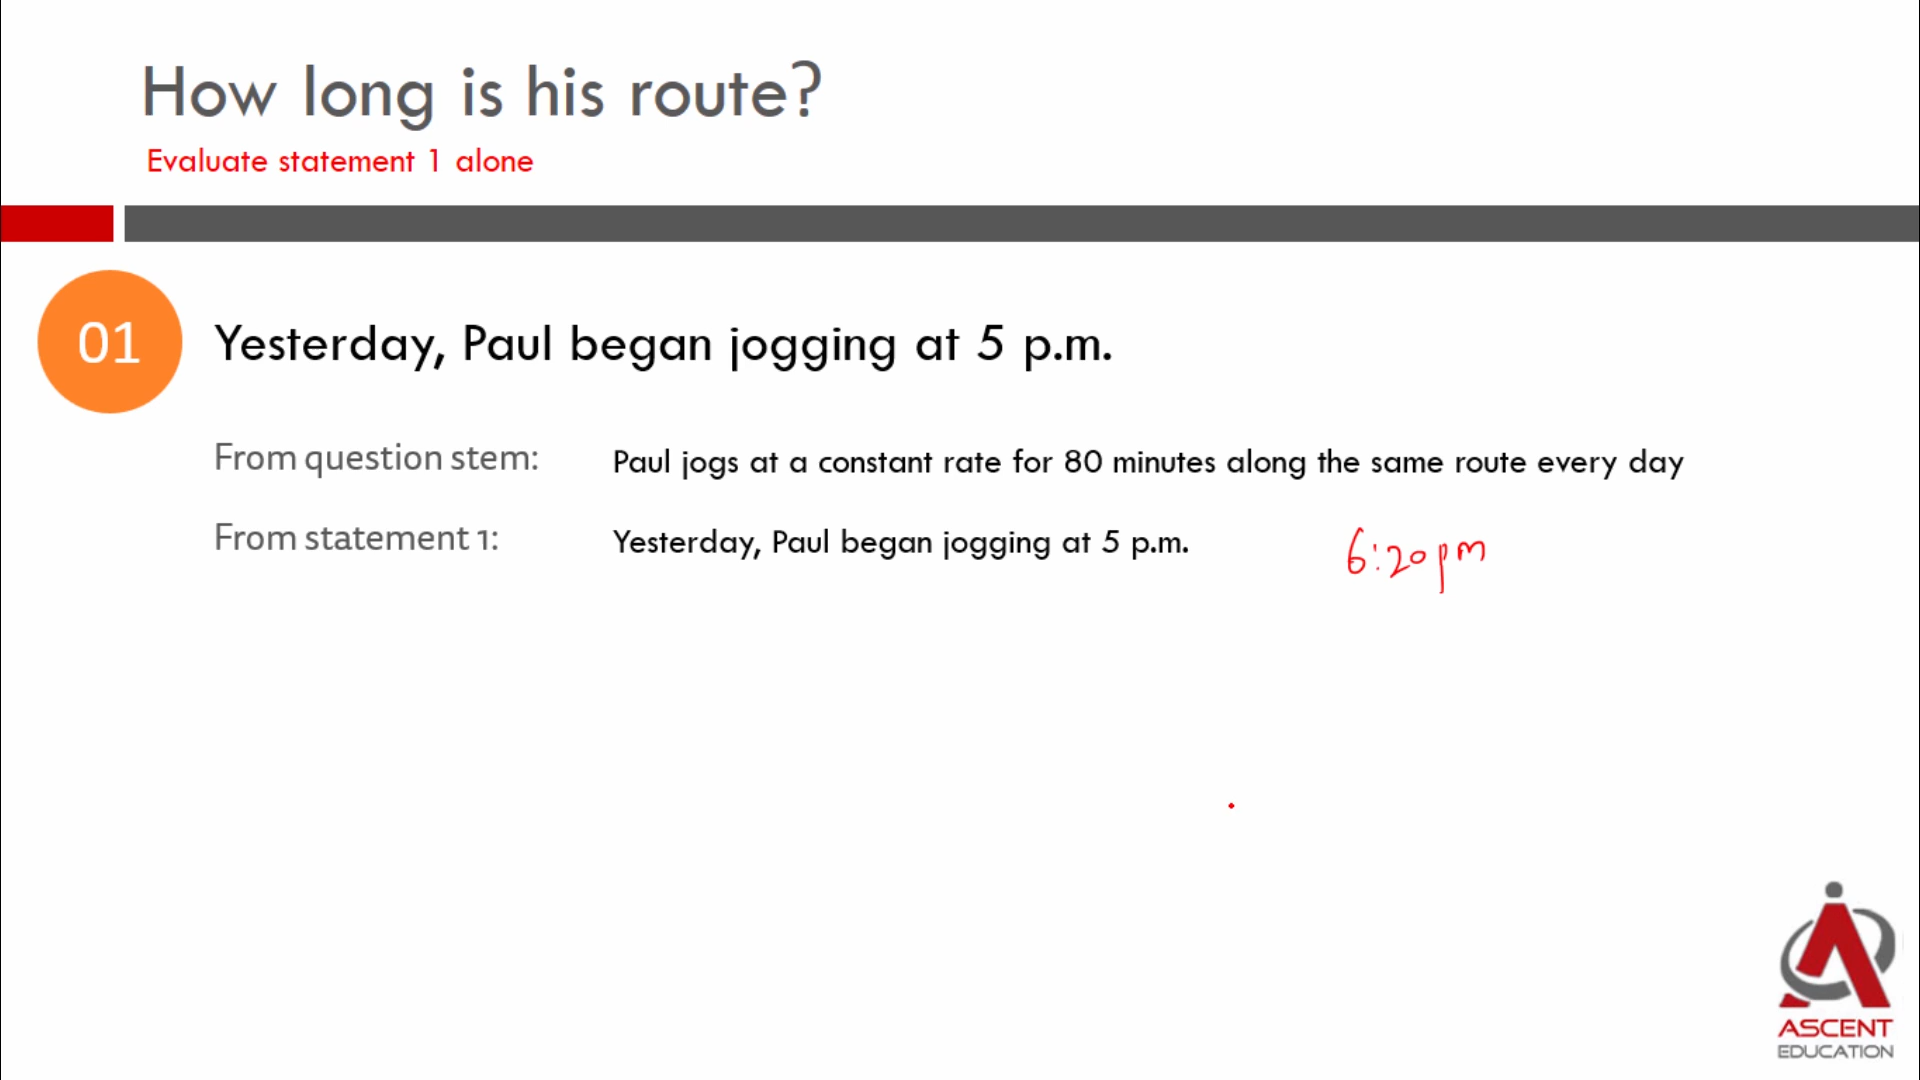 How long is his route?
Evaluate statement 1 alone
01
Yesterday, Paul began jogging at 5 p.m.
From question stem: Paul jogs at a constant rate for 80 minutes along the same route every day
From statement 1: Yesterday, Paul began jogging at 5 p.m. 6:20pm
ASCENT
EDUCATION